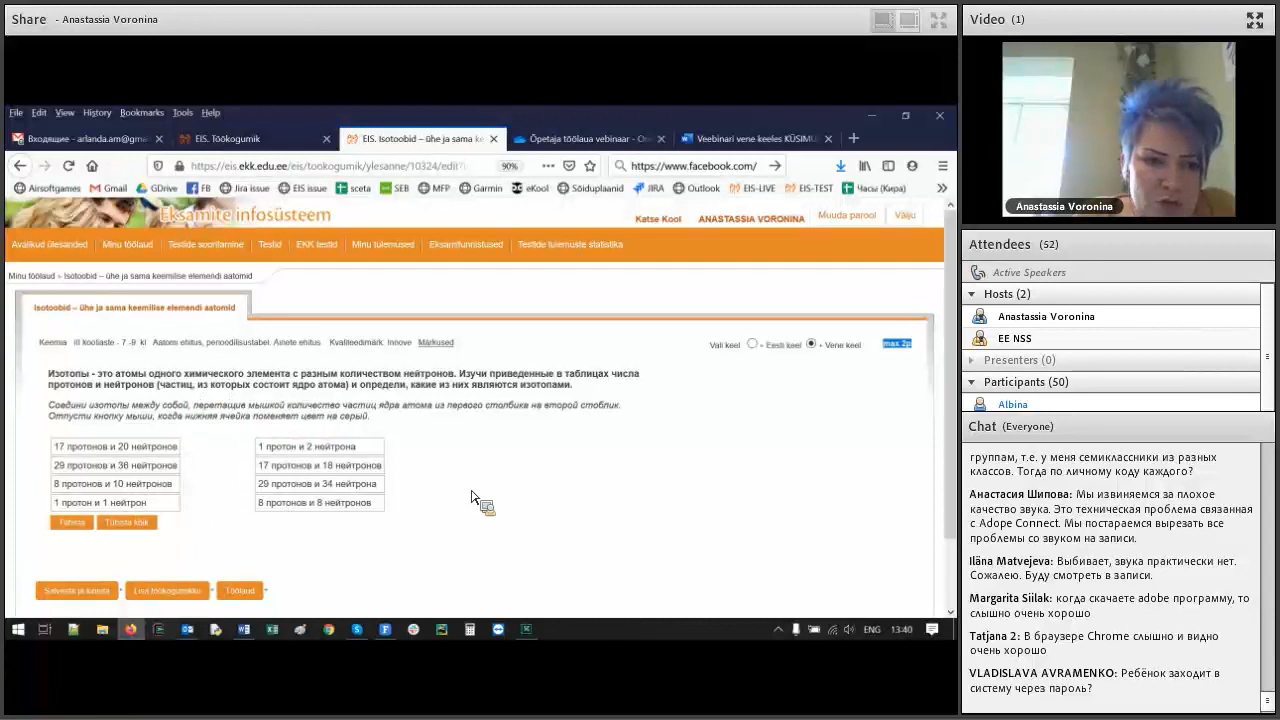 Share - Anastassia Voronina
Video (1)
File Edit View History Bookmarks Tools Help
Входящие - arlanda.am@gma
EIS. Töökogumik
EIS. Isotoobid – ühe ja sama ke
Õpetaja töölaua vebinaar - On
Veebinari vene keeles KÜSIMU
https://eis.ekk.edu.ee/eis/tookogumik/ylesanne/10324/edit?
90%
https://www.facebook.com/
Airsoftgames Gmail GDrive FB Jira issue EIS issue sceta SEB MFP Garmin eKool Sõiduplaanid JIRA Outlook EIS-LIVE EIS-TEST Часы (Кира)
Eksamite infosüsteem
Katse Kool ANASTASSIA VORONINA Muuda parool Välju
Avalikud ülesanded Minu töölaud Testide sooritamine Testid EKK testid Minu tulemused Eksamitunnistused Testide tulemuste statistika
Minu töölaud » Isotoobid – ühe ja sama keemilise elemendi aatomid
Isotoobid – ühe ja sama keemilise elemendi aatomid
Keemia III kooliaste - 7 -9 kl Aatomi ehitus, perioodilisustabel. Ainete ehitus Kvaliteedimärk: Innove Märkused
Vali keel Eesti keel Vene keel max 2p
Изотопы - это атомы одного химического элемента с разным количеством нейтронов. Изучи приведенные в таблицах числа
протонов и нейтронов (частиц, из которых состоит ядро атома) и определи, какие из них являются изотопами.
Соедини изотопы между собой, перетащив мышкой количество частиц ядра атома из первого столбика на второй столбик.
Отпусти кнопку мыши, когда нижняя ячейка поменяет цвет на серый.
17 протонов и 20 нейтронов
1 протон и 2 нейтрона
29 протонов и 36 нейтронов
17 протонов и 18 нейтронов
8 протонов и 10 нейтронов
29 протонов и 34 нейтрона
1 протон и 1 нейтрон
8 протонов и 8 нейтронов
Tühista Tühista kõik
Salvesta ja kinnita Lisa töökogumikku Töölaud
ENG 13:40
Anastassia Voronina
Attendees (52)
Active Speakers
Hosts (2)
Anastassia Voronina
EE NSS
Presenters (0)
Participants (50)
Albina
Chat (Everyone)
группам, т.е. у меня семиклассники из разных
классов. Тогда по личному коду каждого?
Анастасия Шипова: Мы извиняемся за плохое
качество звука. Это техническая проблема связанная
с Adope Connect. Мы постараемся вырезать все
проблемы со звуком на записи.
Iläna Matvejeva: Выбивает, звука практически нет.
Сожалею. Буду смотреть в записи.
Margarita Siilak: когда скачаете adobe программу, то
слышно очень хорошо
Tatjana 2: В браузере Chrome слышно и видно
очень хорошо
VLADISLAVA AVRAMENKO: Ребёнок заходит в
систему через пароль?